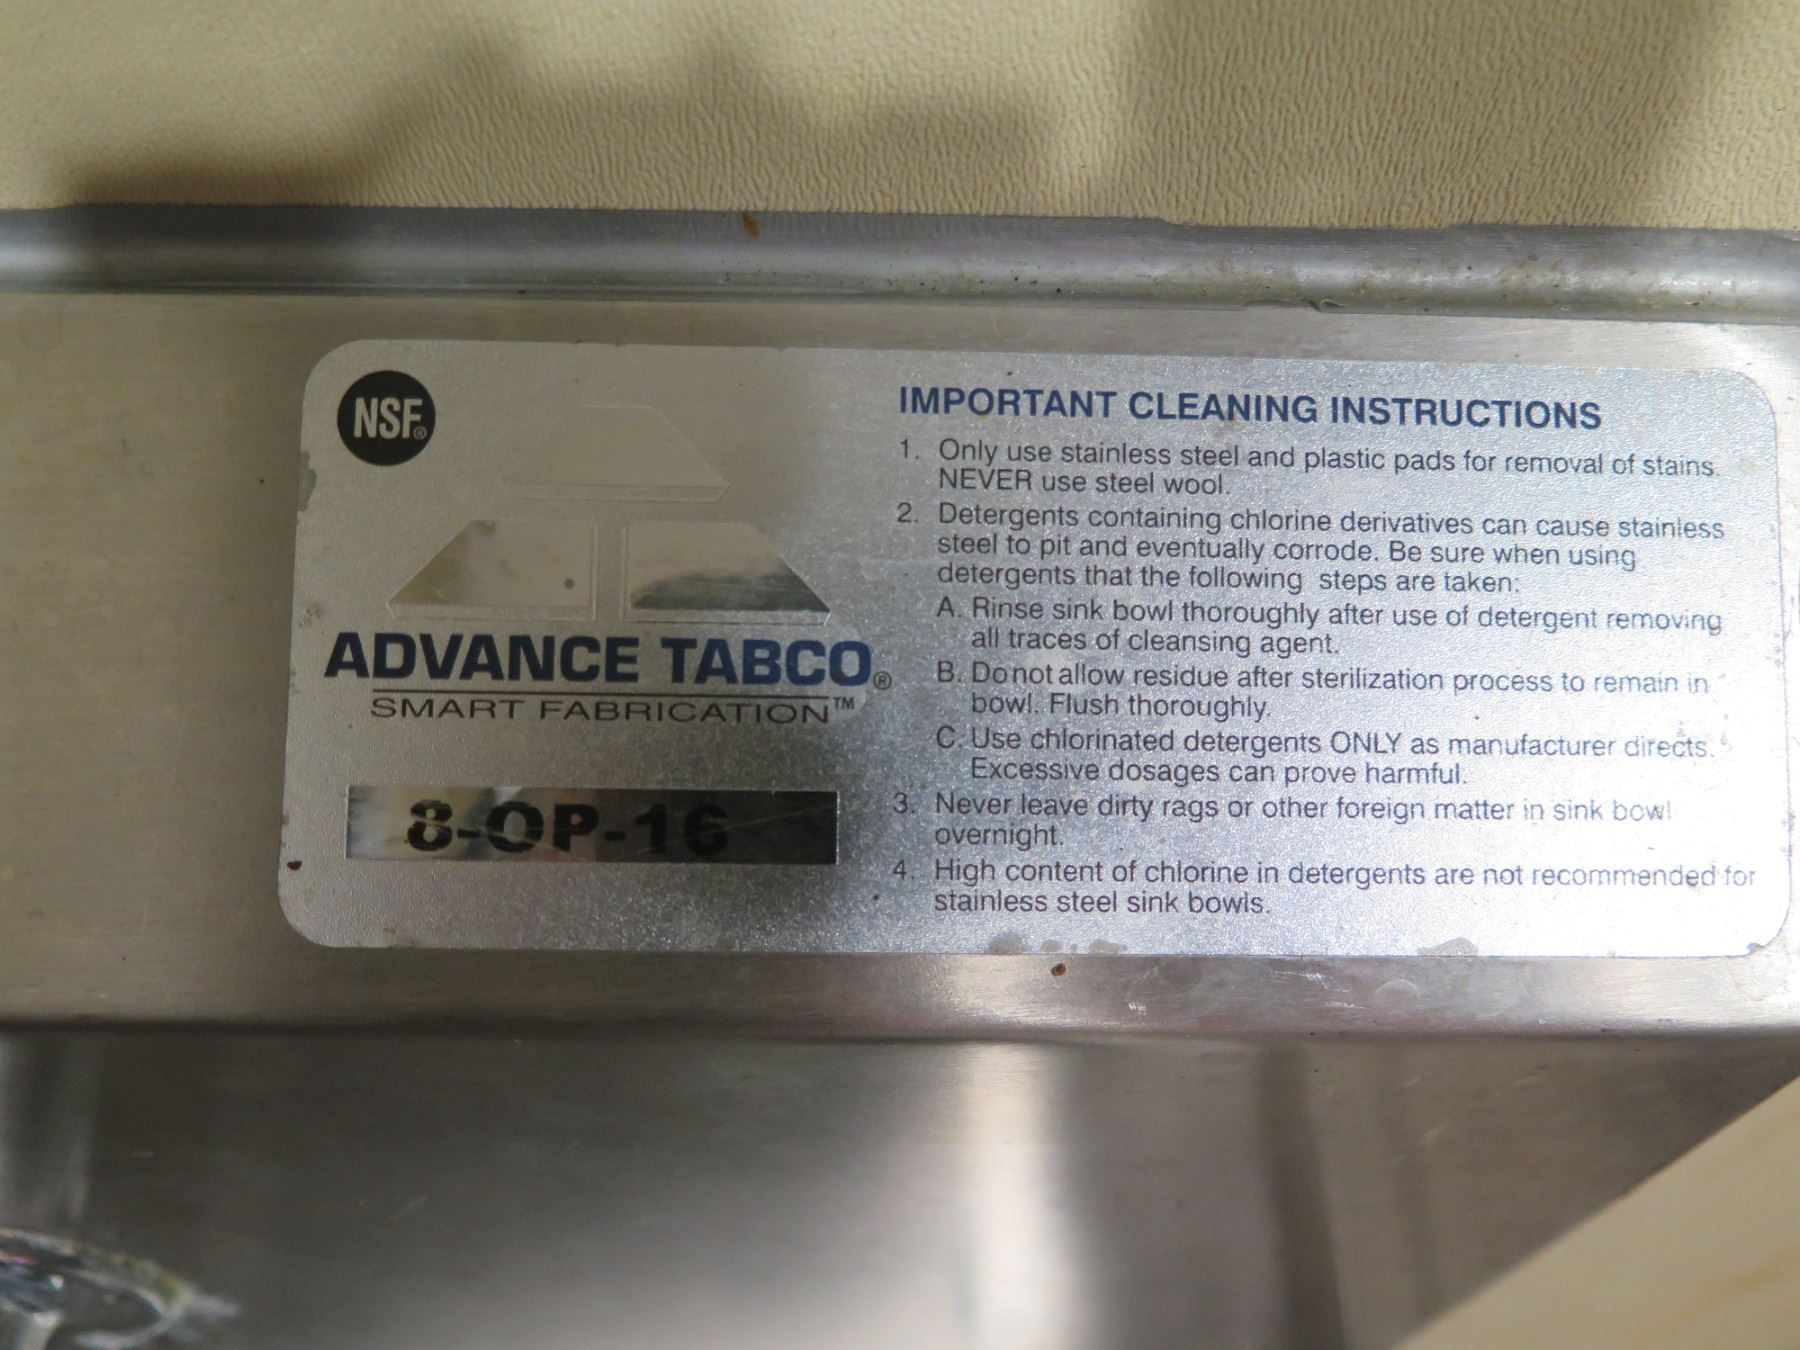 NSF®
ADVANCE TABCO®
SMART FABRICATION™
8-OP-16
IMPORTANT CLEANING INSTRUCTIONS
1. Only use stainless steel and plastic pads for removal of stains.
NEVER use steel wool.
2. Detergents containing chlorine derivatives can cause stainless
steel to pit and eventually corrode. Be sure when using
detergents that the following steps are taken:
A. Rinse sink bowl thoroughly after use of detergent removing
all traces of cleansing agent.
B. Do not allow residue after sterilization process to remain in
bowl. Flush thoroughly.
C. Use chlorinated detergents ONLY as manufacturer directs.
Excessive dosages can prove harmful.
3. Never leave dirty rags or other foreign matter in sink bowl
overnight.
4. High content of chlorine in detergents are not recommended for
stainless steel sink bowls.